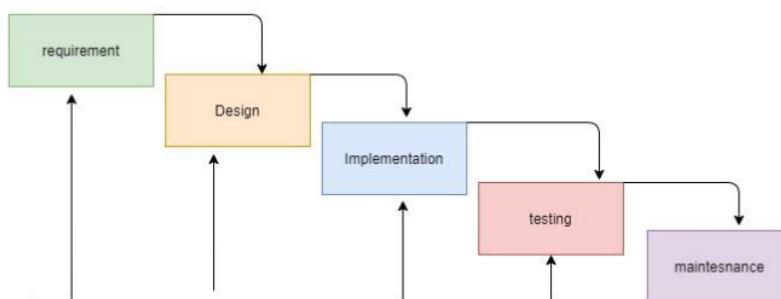 requirement
Design
Implementation
testing
maintesnance